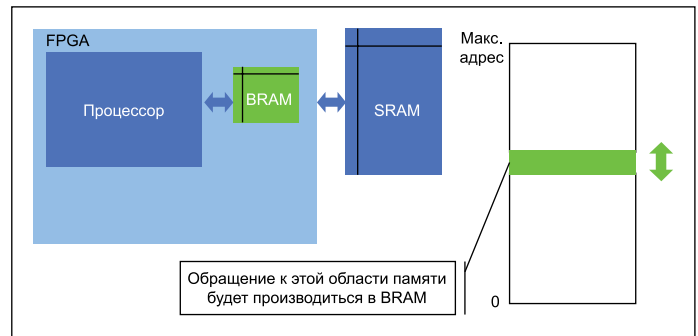 FPGA
Процессор
BRAM
SRAM
Макс.
адрес
Обращение к этой области памяти
будет производиться в BRAM
0